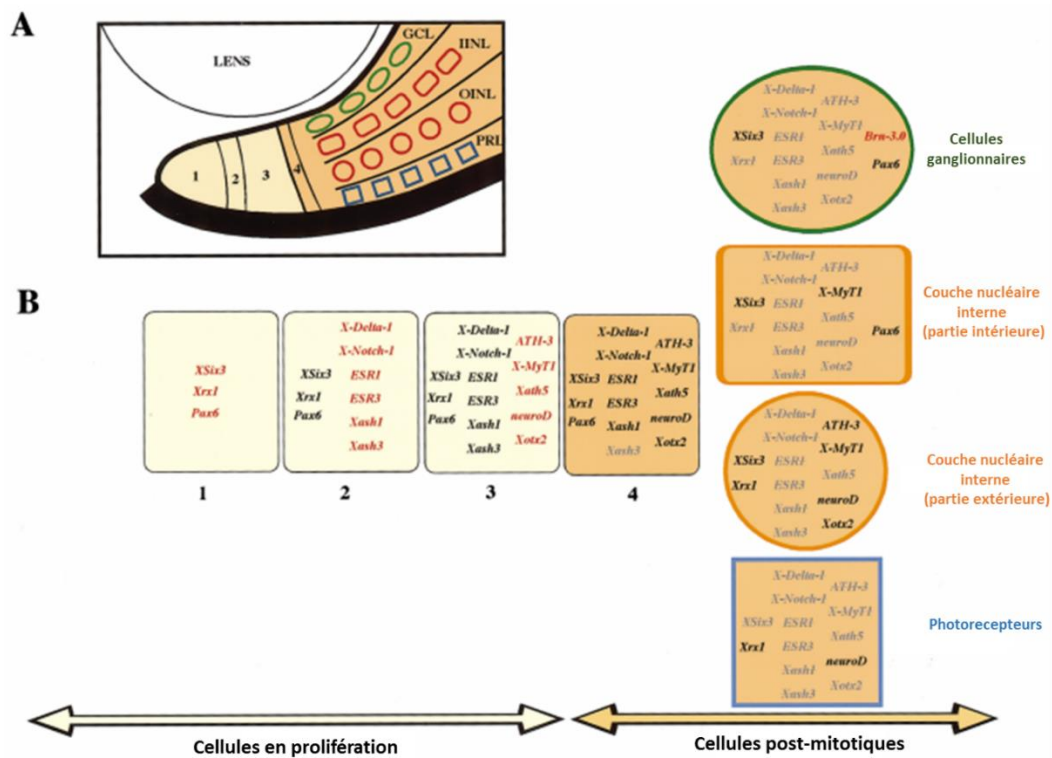 A
LENS
GCL
IINL
OINL
PRL
1
2
3
4
B
XSix3
Xrx1
Pax6
1
X-Delta-1
X-Notch-1
XSix3
ESR1
Xrx1
ESR3
Pax6
Xash1
Xash3
2
X-Delta-1
ATH-3
X-Notch-1
X-MyT1
XSix3
ESR1
Xath5
Xrx1
ESR3
Pax6
Xash1
neuroD
Xotx2
Xash3
3
X-Delta-1
ATH-3
X-Notch-1
X-MyT1
XSix3
ESR1
Xath5
Xrx1
ESR3
Pax6
Xash1
neuroD
Xotx2
Xash3
4
X-Delta-1
ATH-3
X-Notch-1
X-MyT1
XSix3
ESR1
Brn-3.0
Xrx1
ESR3
Xath5
Pax6
Xash1
neuroD
Xash3
Xotx2
Cellules
ganglionnaires
X-Delta-1
ATH-3
X-Notch-1
X-MyT1
XSix3
ESR1
Xath5
Xrx1
ESR3
Pax6
Xash1
neuroD
Xash3
Xotx2
Couche nucléaire
interne
(partie intérieure)
X-Delta-1
ATH-3
X-Notch-1
X-MyT1
XSix3
ESR1
Xath5
Xrx1
ESR3
neuroD
Xash1
Xotx2
Xash3
Couche nucléaire
interne
(partie extérieure)
X-Delta-1
ATH-3
X-Notch-1
X-MyT1
XSix3
ESR1
Xath5
Xrx1
ESR3
neuroD
Xash1
Xotx2
Xash3
Photorecepteurs
Cellules en prolifération
Cellules post-mitotiques